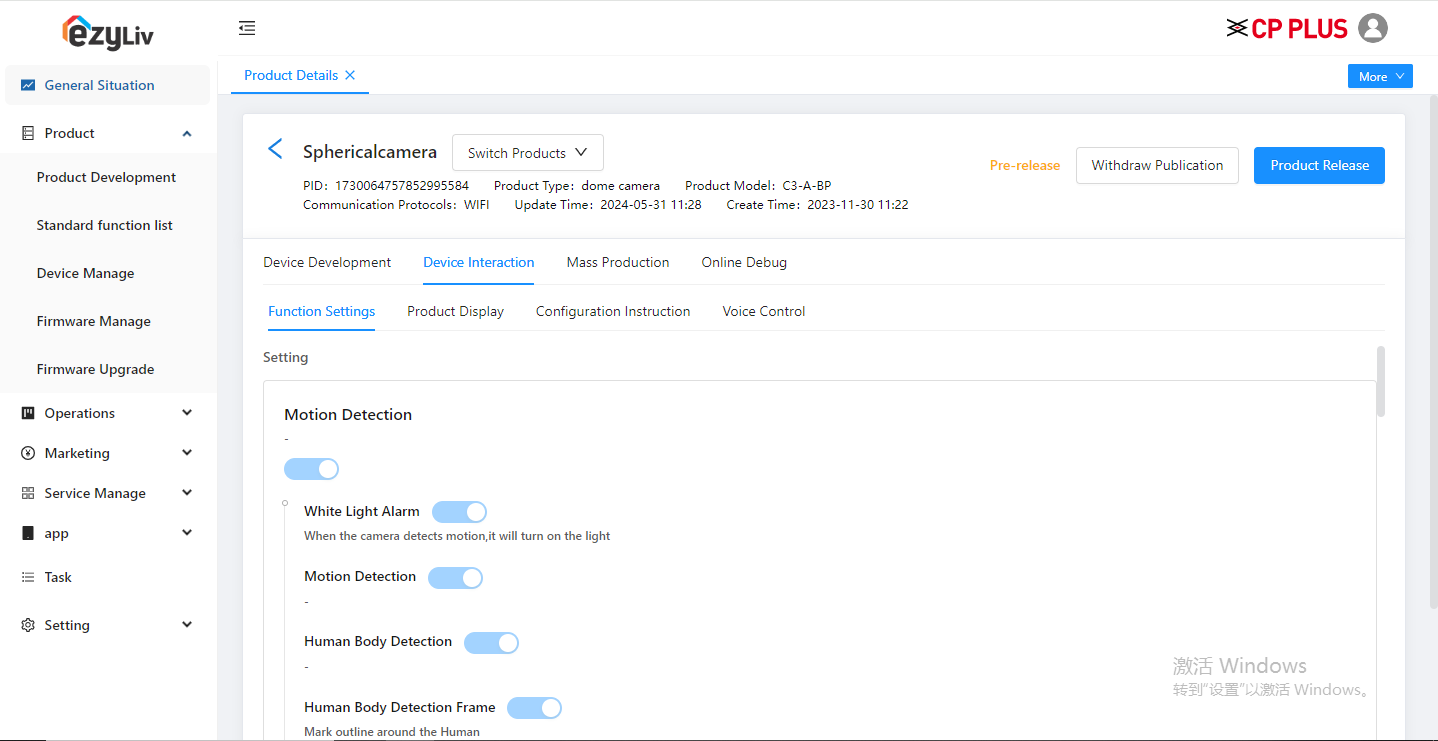 ezyLiv
CP PLUS
General Situation
Product
Product Development
Standard function list
Device Manage
Firmware Manage
Firmware Upgrade
Operations
Marketing
Service Manage
app
Task
Setting
Product Details
More
Sphericalcamera
Switch Products
Pre-release
Withdraw Publication
Product Release
PID：1730064757852995584 Product Type：dome camera Product Model：C3-A-BP
Communication Protocols：WIFI Update Time：2024-05-31 11:28 Create Time：2023-11-30 11:22
Device Development Device Interaction Mass Production Online Debug
Function Settings Product Display Configuration Instruction Voice Control
Setting
Motion Detection
-
White Light Alarm
When the camera detects motion,it will turn on the light
Motion Detection
-
Human Body Detection
-
Human Body Detection Frame
Mark outline around the Human
激活 Windows
转到"设置"以激活 Windows。